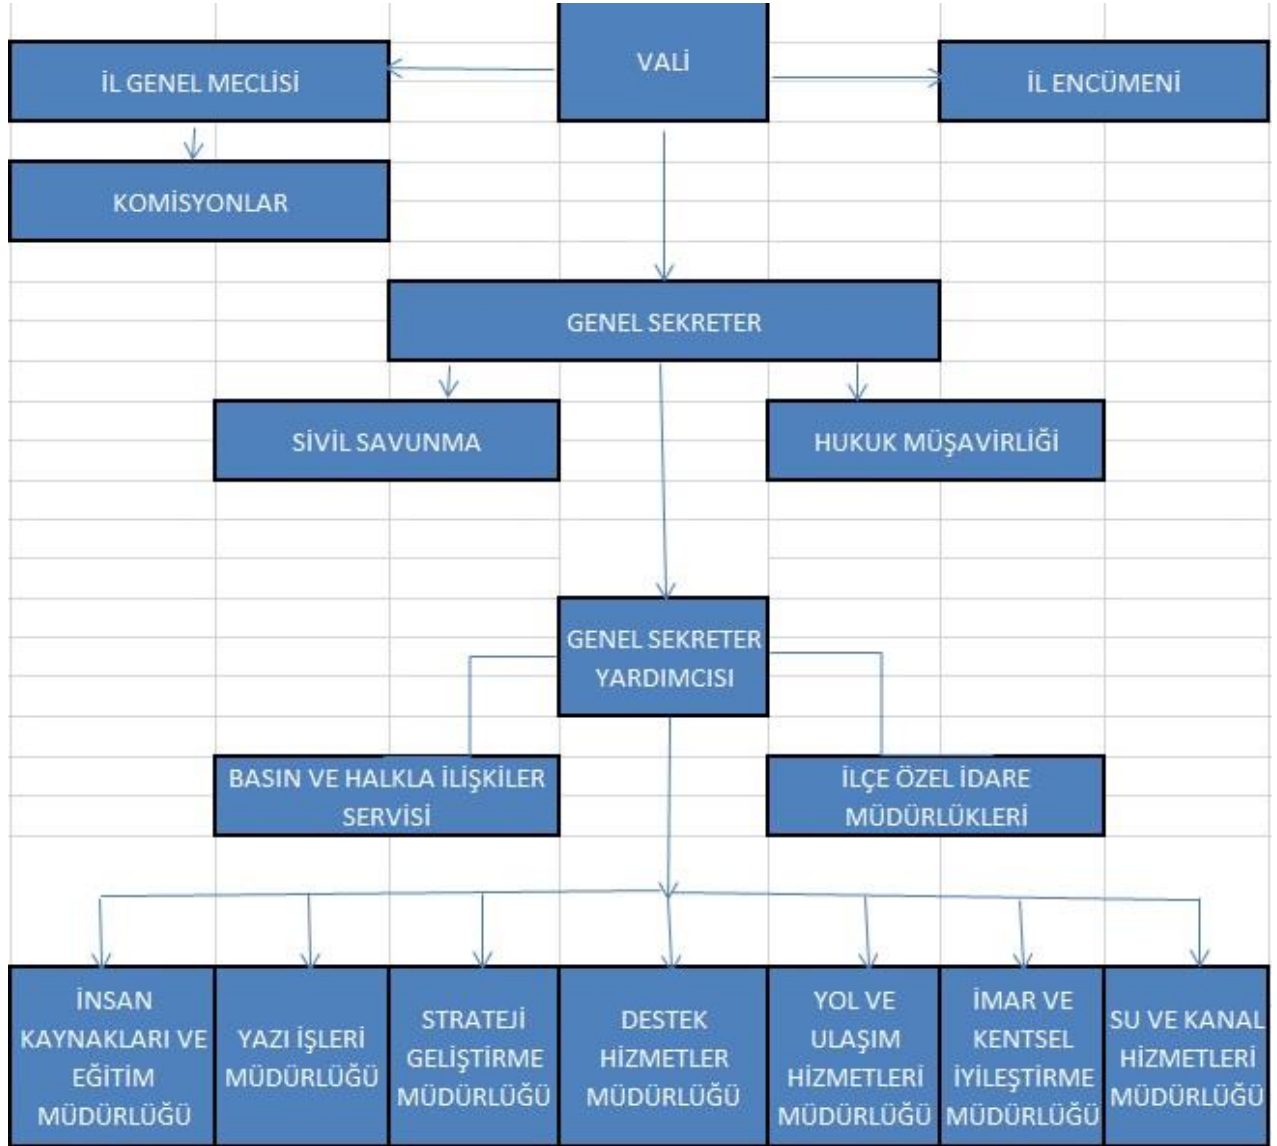 VALİ
İL GENEL MECLİSİ
İL ENCÜMENİ
KOMİSYONLAR
GENEL SEKRETER
SİVİL SAVUNMA
HUKUK MÜŞAVİRLİĞİ
GENEL SEKRETER
YARDIMCISI
BASIN VE HALKLA İLİŞKİLER
SERVİSİ
İLÇE ÖZEL İDARE
MÜDÜRLÜKLERİ
İNSAN
KAYNAKLARI VE
EĞİTİM
MÜDÜRLÜĞÜ
YAZI İŞLERİ
MÜDÜRLÜĞÜ
STRATEJİ
GELİŞTİRME
MÜDÜRLÜĞÜ
DESTEK
HİZMETLER
MÜDÜRLÜĞÜ
YOL VE
ULAŞIM
HİZMETLERİ
MÜDÜRLÜĞÜ
İMAR VE
KENTSEL
İYİLEŞTİRME
MÜDÜRLÜĞÜ
SU VE KANAL
HİZMETLERİ
MÜDÜRLÜĞÜ